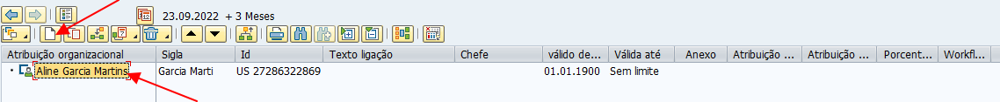 23.09.2022 + 3 Meses
Atribuição organizacional Sigla Id Texto ligação Chefe válido de... Válida até Anexo Atribuição ... Atribuição ... Porcent... Workfl...
Aline Garcia Martins Garcia Marti US 27286322869 01.01.1900 Sem limite